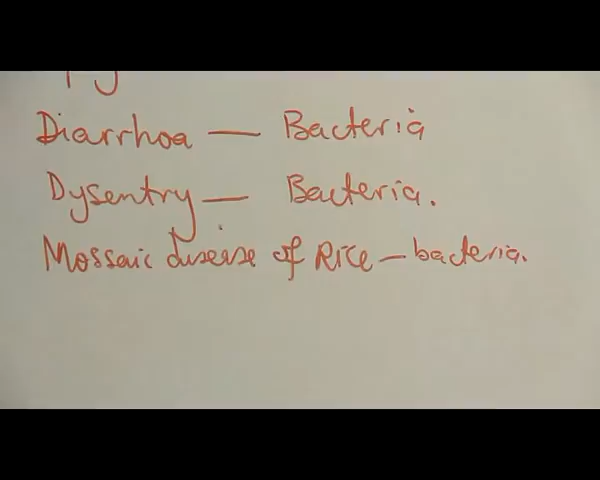 Diarrhoa — Bacteria
Dysentry — Bacteria.
Mossaic disease of Rice — bacteria.